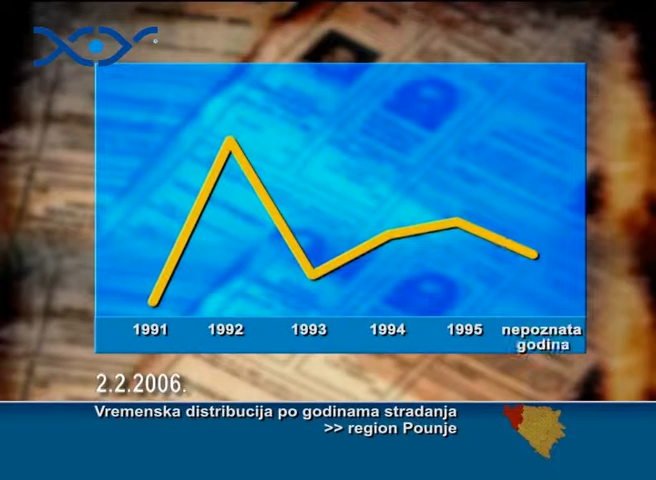 1991 1992 1993 1994 1995 nepoznata
godina
2.2.2006.
Vremenska distribucija po godinama stradanja
>> region Pounje